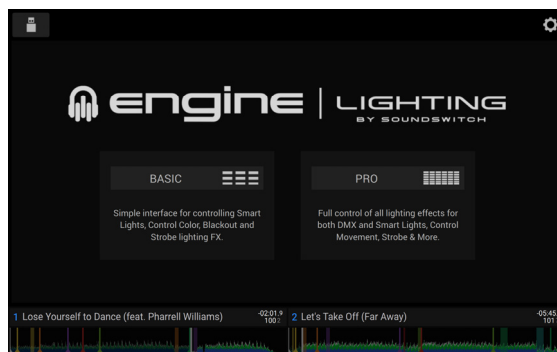 engine | LIGHTING
BY SOUNDSWITCH
BASIC
PRO
Simple interface for controlling Smart
Lights, Control Color, Blackout and
Strobe lighting FX.
Full control of all lighting effects for
both DMX and Smart Lights, Control
Movement, Strobe & More.
1 Lose Yourself to Dance (feat. Pharrell Williams)
-02:01.9
100
2 Let's Take Off (Far Away)
-05:45
101